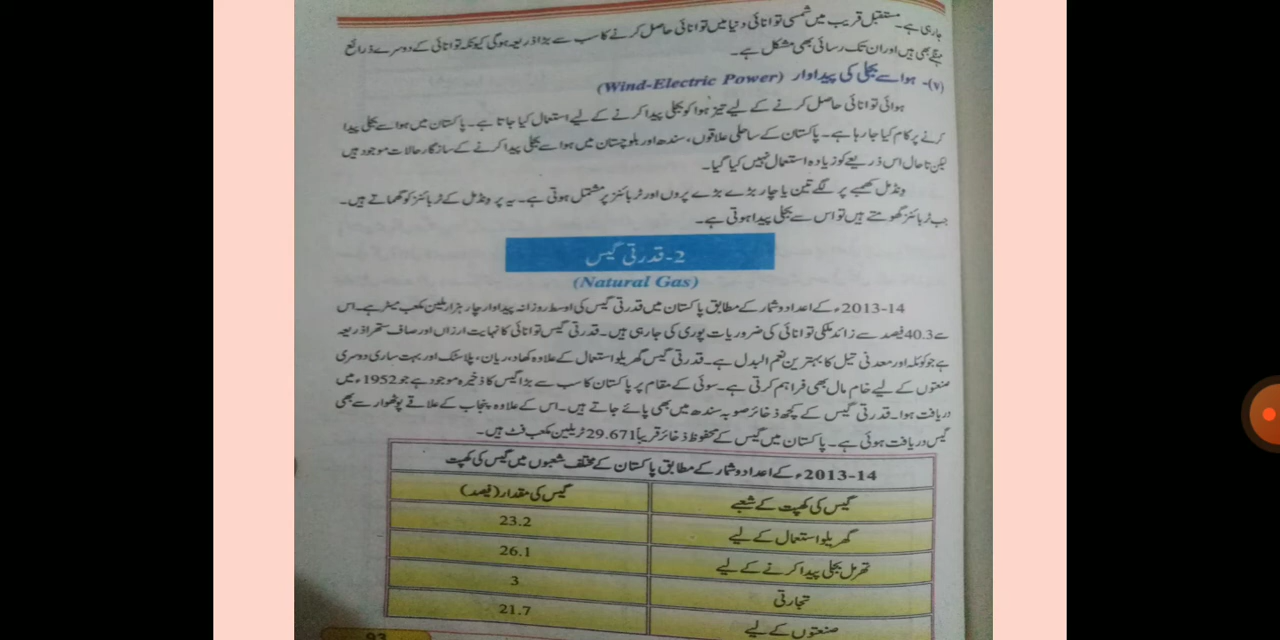 جا رہی ہے۔ مستقبل قریب میں شمسی توانائی دنیا میں توانائی حاصل کرنے کا سب سے بڑا ذریعہ ہوگی کیونکہ توانائی کے دوسرے ذرائع
مہنگے بھی ہیں اور ان تک رسائی بھی مشکل ہے۔
(v)- ہوا سے بجلی کی پیداوار (Wind-Electric Power)
ہوائی توانائی حاصل کرنے کے لیے تیز ہوا کو بجلی پیدا کرنے کے لیے استعمال کیا جاتا ہے۔ پاکستان میں ہوا سے بجلی پیدا
کرنے پر کام کیا جا رہا ہے۔ پاکستان کے ساحلی علاقوں، سندھ اور بلوچستان میں ہوا سے بجلی پیدا کرنے کے سازگار حالات موجود ہیں
لیکن تاحال اس ذریعے کو زیادہ استعمال نہیں کیا گیا۔
ونڈمل کھمبے پر لگے تین یا چار بڑے بڑے پروں اور ٹربائنز پر مشتمل ہوتی ہے۔ یہ پر ونڈمل کے ٹربائنز کو گھماتے ہیں۔
جب ٹربائنز گھومتے ہیں تو اس سے بجلی پیدا ہوتی ہے۔
2- قدرتی گیس
(Natural Gas)
2013-14ء کے اعداد و شمار کے مطابق پاکستان میں قدرتی گیس کی اوسط روزانہ پیداوار چار ہزار ملین مکعب میٹر ہے۔ اس
سے 40.3 فیصد سے زائد ملکی توانائی کی ضروریات پوری کی جا رہی ہیں۔ قدرتی گیس توانائی کا نہایت ارزاں اور صاف ستھرا ذریعہ
ہے جو کوئلہ اور معدنی تیل کا بہترین نعم البدل ہے۔ قدرتی گیس گھریلو استعمال کے علاوہ کھاد، ریان، پلاسٹک اور بہت ساری دوسری
صنعتوں کے لیے خام مال بھی فراہم کرتی ہے۔ سوئی کے مقام پر پاکستان کا سب سے بڑا گیس کا ذخیرہ موجود ہے جو 1952ء میں
دریافت ہوا۔ قدرتی گیس کے کچھ ذخائر صوبہ سندھ میں بھی پائے جاتے ہیں۔ اس کے علاوہ پنجاب کے علاقے پوٹھوار سے بھی
گیس دریافت ہوئی ہے۔ پاکستان میں گیس کے محفوظ ذخائر قریباً 29.671 ٹریلین مکعب فٹ ہیں۔
2013-14ء کے اعداد و شمار کے مطابق پاکستان کے مختلف شعبوں میں گیس کی کھپت
گیس کی کھپت کے شعبے گیس کی مقدار (فیصد)
گھریلو استعمال کے لیے 23.2
تھرمل بجلی پیدا کرنے کے لیے 26.1
تجارتی 3
صنعتوں کے لیے 21.7
93